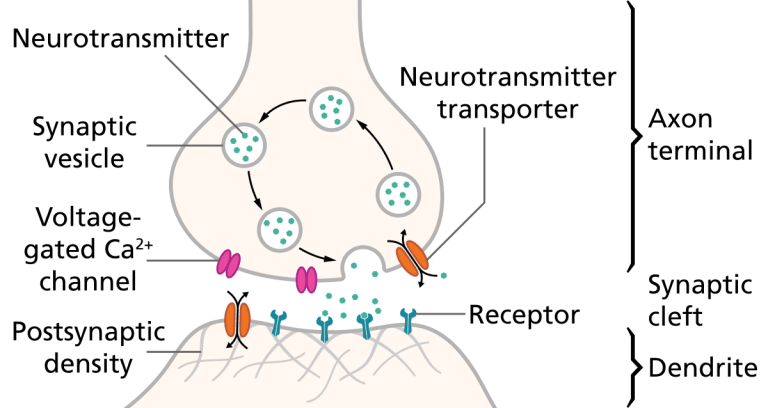 Neurotransmitter
Synaptic
vesicle
Voltage-
gated Ca²⁺
channel
Postsynaptic
density
Neurotransmitter
transporter
Receptor
Axon
terminal
Synaptic
cleft
Dendrite